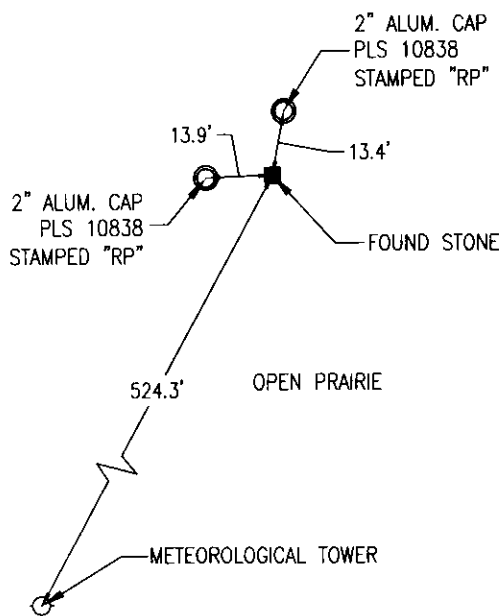 2" ALUM. CAP
PLS 10838
STAMPED "RP"
13.9'
13.4'
2" ALUM. CAP
PLS 10838
STAMPED "RP"
FOUND STONE
524.3'
OPEN PRAIRIE
METEOROLOGICAL TOWER